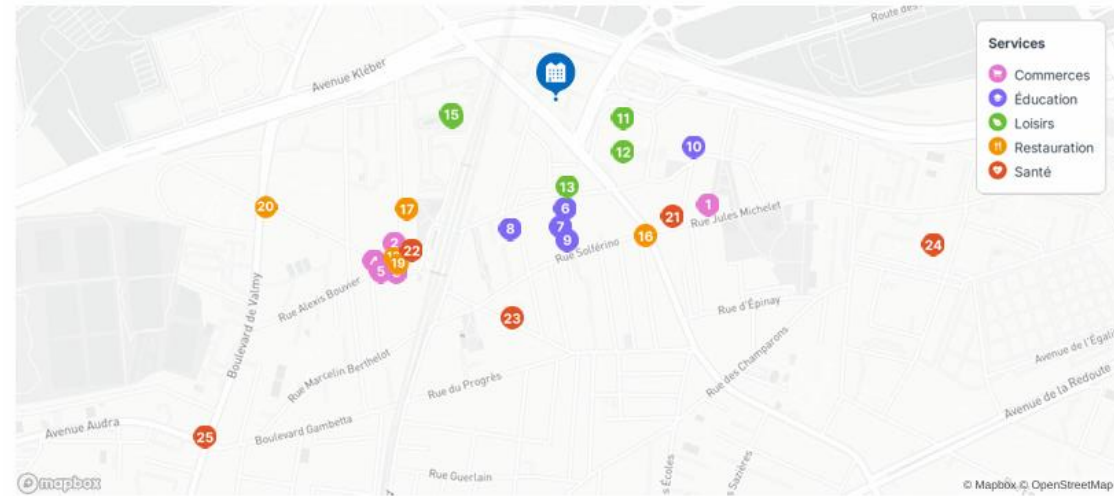 Route des
Services
Commerces
Éducation
Loisirs
Restauration
Santé
Avenue Kléber
15
11
12
10
13
20
17
6
1
21
Rue Jules Michelet
7
8
16
9
2
22
24
Rue Solférino
19
5
Rue Alexis Bouvier
Boulevard de Valmy
23
Rue d'Épinay
Rue Marcelin Berthelot
Rue des Champarons
Avenue de l'Égali
Rue du Progrès
Avenue de la Redoute
Avenue Audra
25
Boulevard Gambetta
Rue Guerlain
s Écoles
Sazières
mapbox
© Mapbox © OpenStreetMap